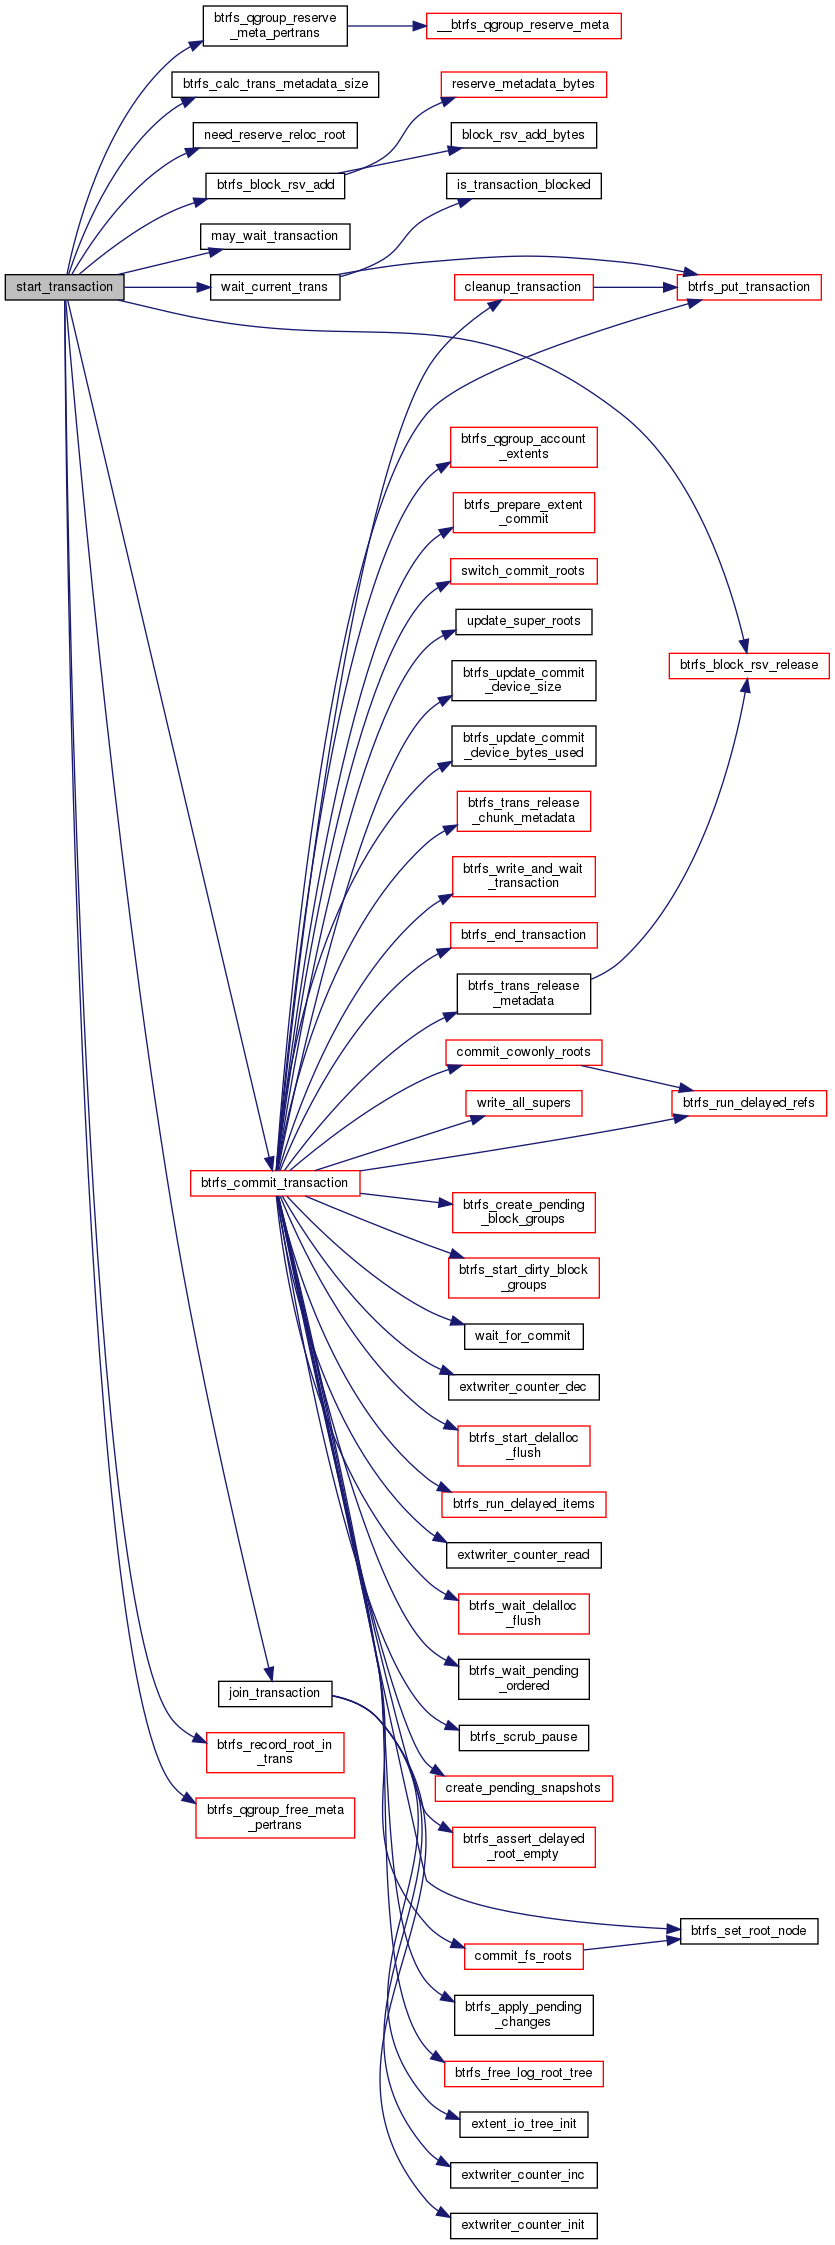 btrfs_qgroup_reserve
_meta_pertrans
__btrfs_qgroup_reserve_meta
btrfs_calc_trans_metadata_size
reserve_metadata_bytes
need_reserve_reloc_root
block_rsv_add_bytes
btrfs_block_rsv_add
is_transaction_blocked
may_wait_transaction
start_transaction
wait_current_trans
cleanup_transaction
btrfs_put_transaction
btrfs_qgroup_account
_extents
btrfs_prepare_extent
_commit
switch_commit_roots
update_super_roots
btrfs_block_rsv_release
btrfs_update_commit
_device_size
btrfs_update_commit
_device_bytes_used
btrfs_trans_release
_chunk_metadata
btrfs_write_and_wait
_transaction
btrfs_end_transaction
btrfs_trans_release
_metadata
commit_cowonly_roots
write_all_supers
btrfs_run_delayed_refs
btrfs_commit_transaction
btrfs_create_pending
_block_groups
btrfs_start_dirty_block
_groups
wait_for_commit
extwriter_counter_dec
btrfs_start_delalloc
_flush
btrfs_run_delayed_items
extwriter_counter_read
btrfs_wait_delalloc
_flush
btrfs_wait_pending
_ordered
join_transaction
btrfs_scrub_pause
btrfs_record_root_in
_trans
create_pending_snapshots
btrfs_qgroup_free_meta
_pertrans
btrfs_assert_delayed
_root_empty
btrfs_set_root_node
commit_fs_roots
btrfs_apply_pending
_changes
btrfs_free_log_root_tree
extent_io_tree_init
extwriter_counter_inc
extwriter_counter_init